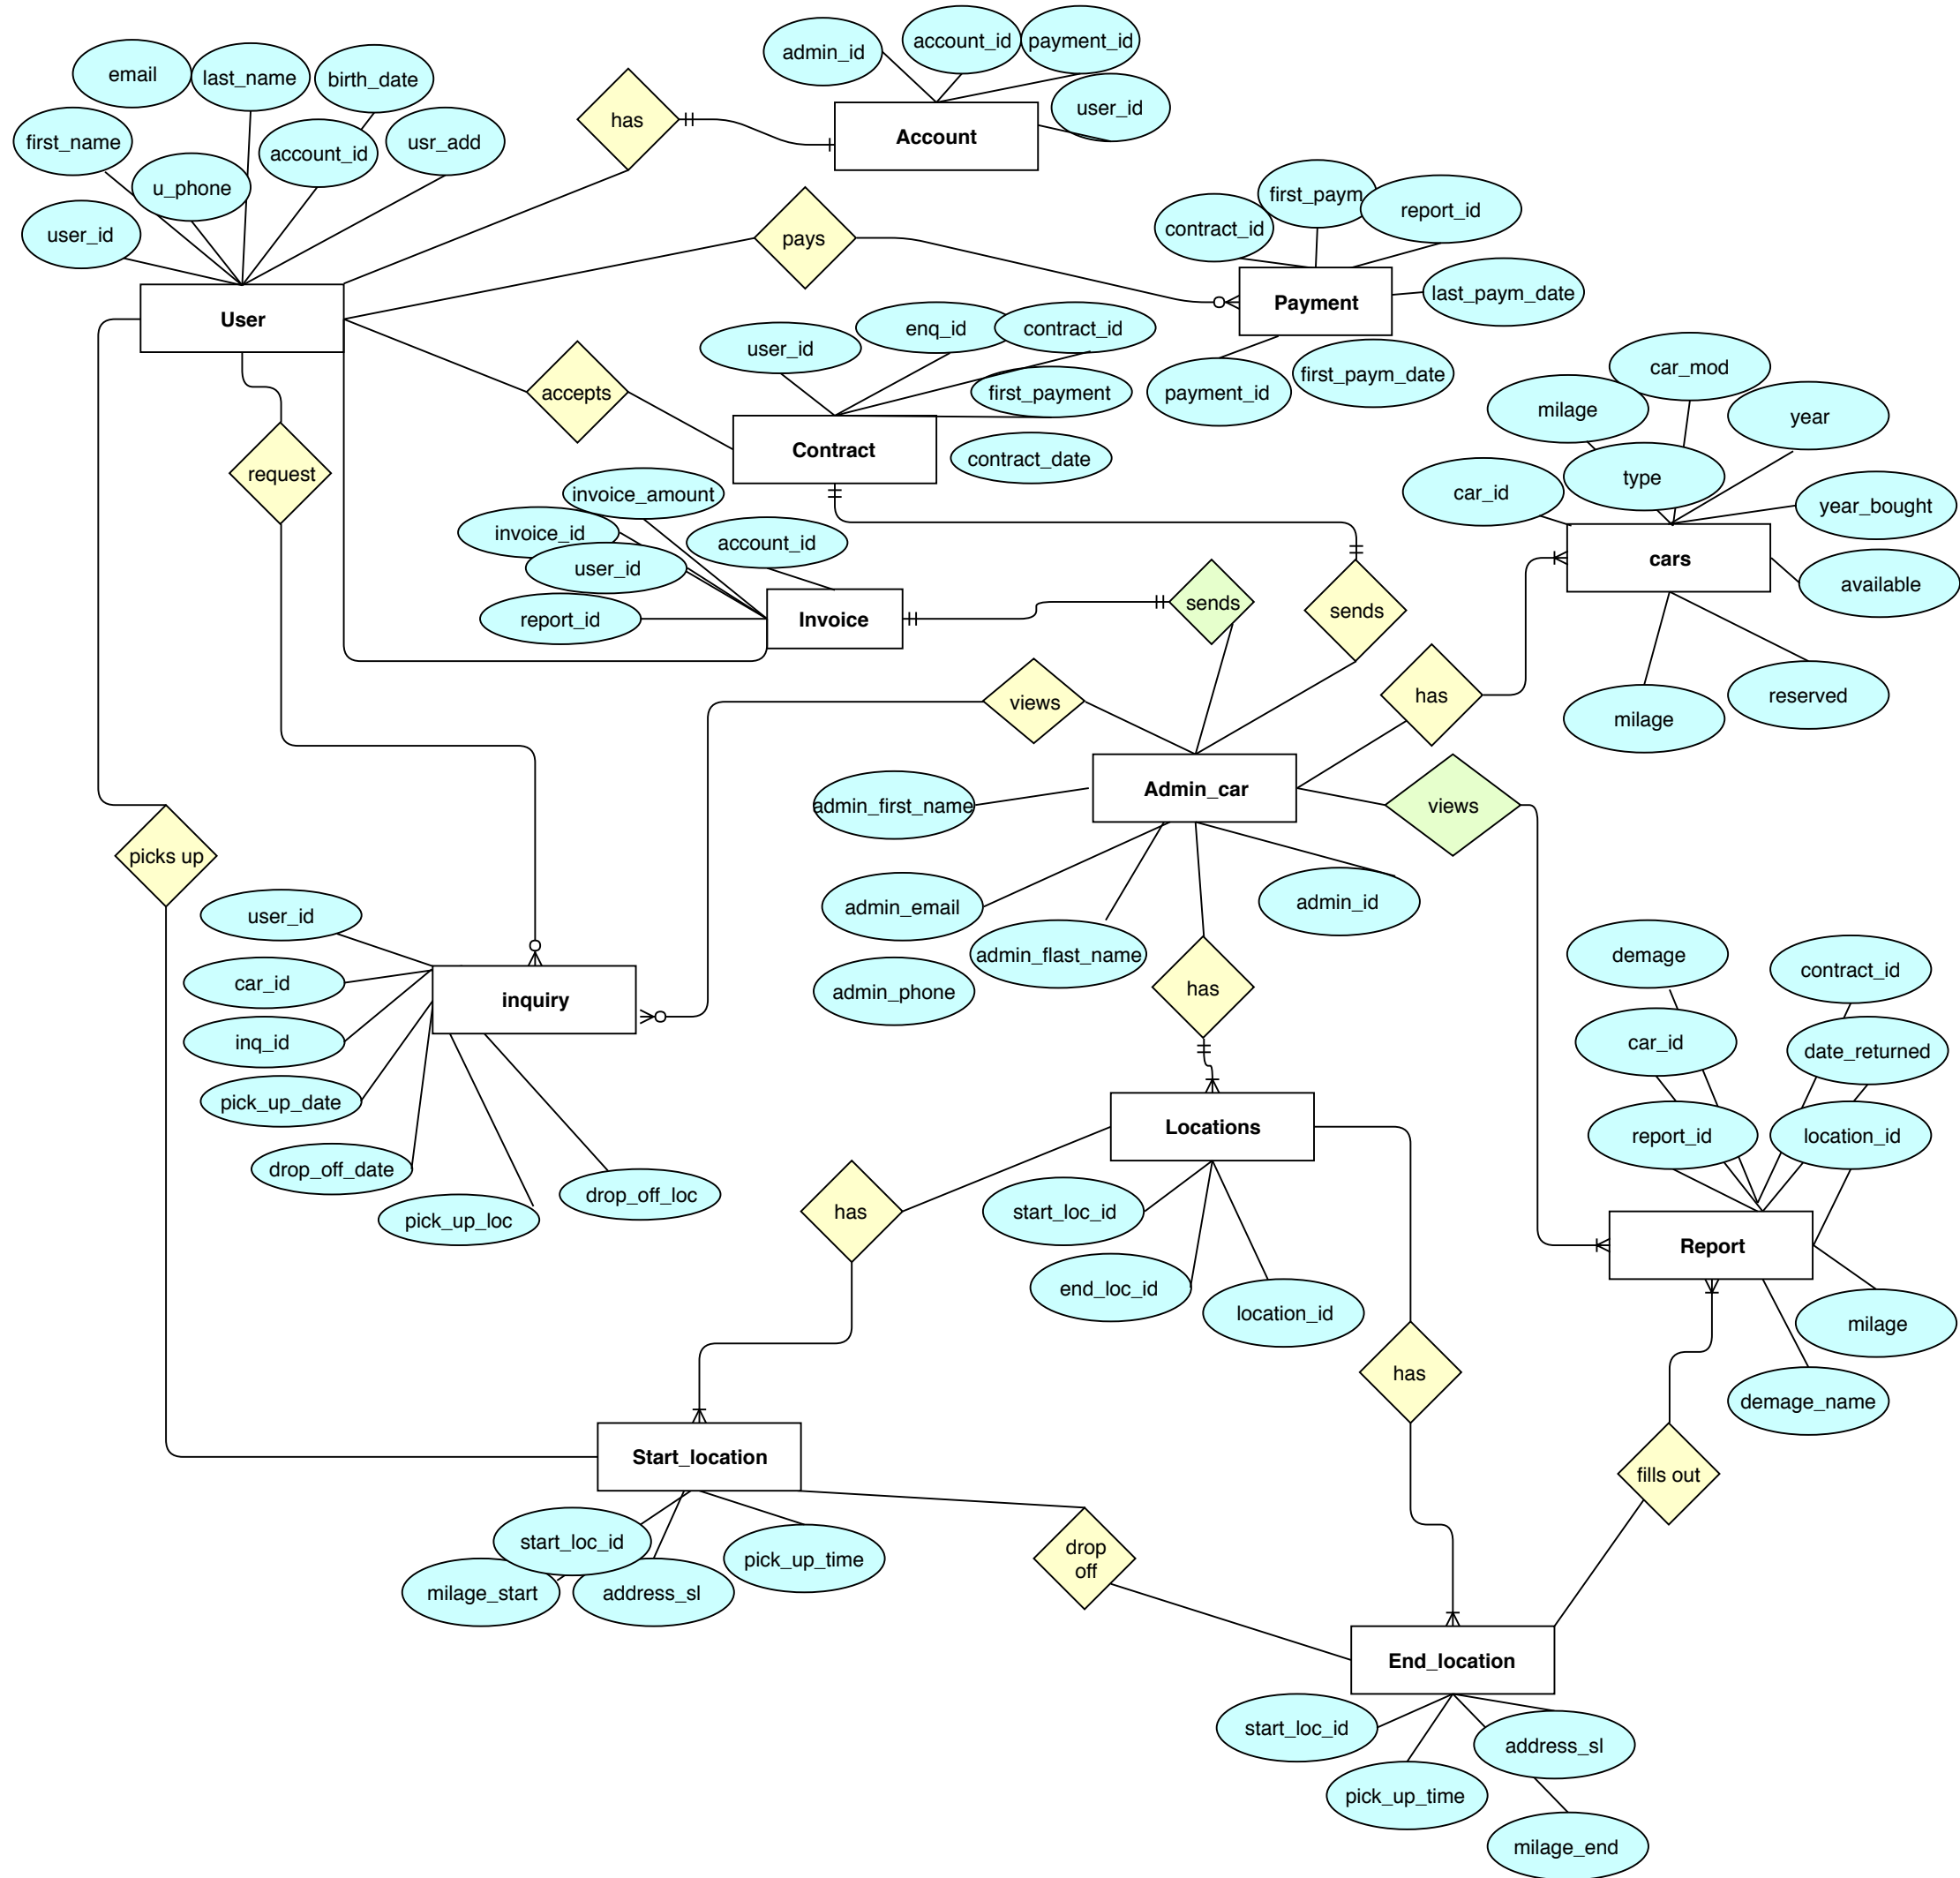 email
last_name
birth_date
first_name
u_phone
account_id
usr_add
user_id
User
has
admin_id
account_id
payment_id
user_id
Account
pays
contract_id
first_paym
report_id
Payment
last_paym_date
payment_id
first_paym_date
accepts
user_id
enq_id
contract_id
first_payment
Contract
contract_date
request
invoice_amount
invoice_id
account_id
user_id
report_id
Invoice
sends
sends
car_mod
milage
year
type
car_id
year_bought
cars
available
has
milage
reserved
views
Admin_car
admin_first_name
views
admin_email
admin_flast_name
admin_id
admin_phone
has
picks up
user_id
car_id
inq_id
inquiry
pick_up_date
drop_off_date
pick_up_loc
drop_off_loc
demage
contract_id
car_id
date_returned
report_id
location_id
Report
milage
demage_name
Locations
has
start_loc_id
end_loc_id
location_id
has
fills out
Start_location
start_loc_id
pick_up_time
milage_start
address_sl
drop
off
End_location
start_loc_id
address_sl
pick_up_time
milage_end